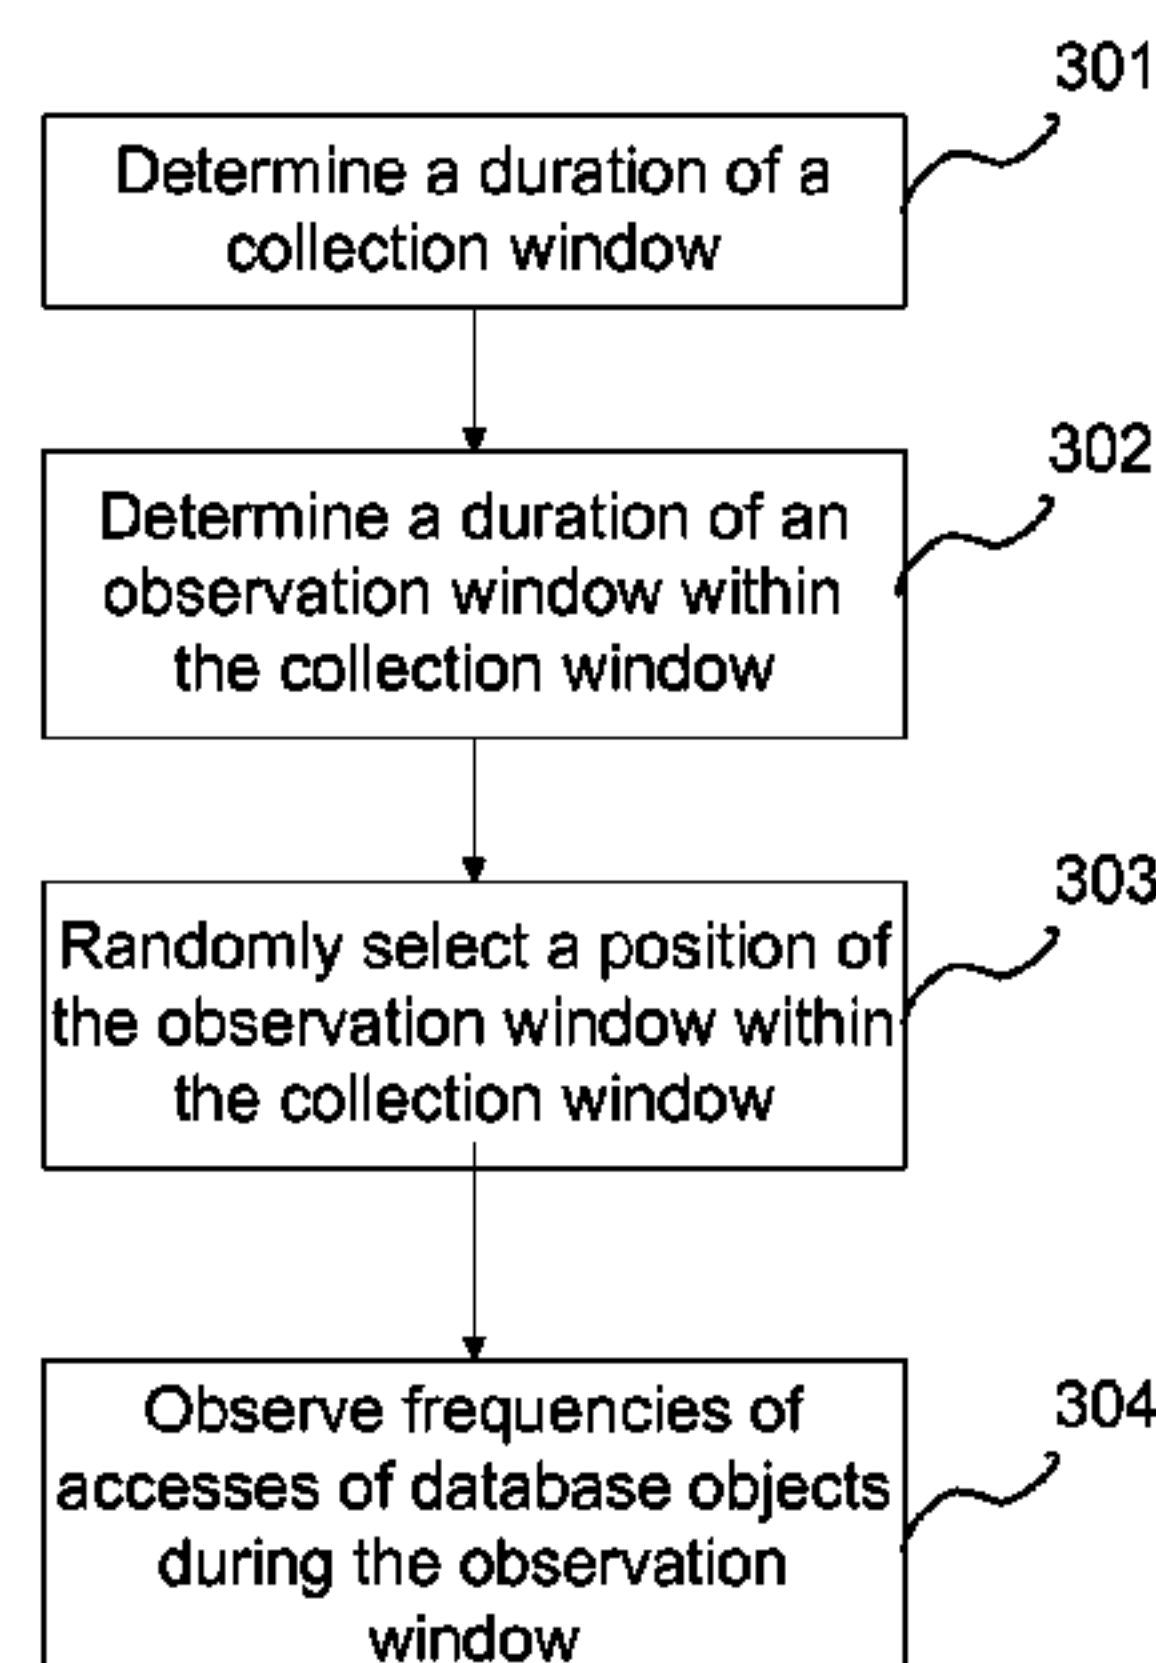 301
Determine a duration of a
collection window
302
Determine a duration of an
observation window within
the collection window
303
Randomly select a position of
the observation window within
the collection window
304
Observe frequencies of
accesses of database objects
during the observation
window